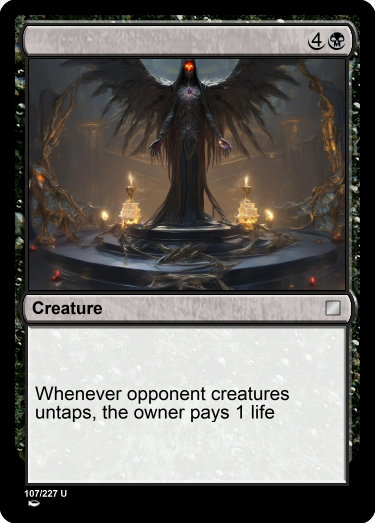 4
Creature
Whenever opponent creatures
untaps, the owner pays 1 life
107/227 U